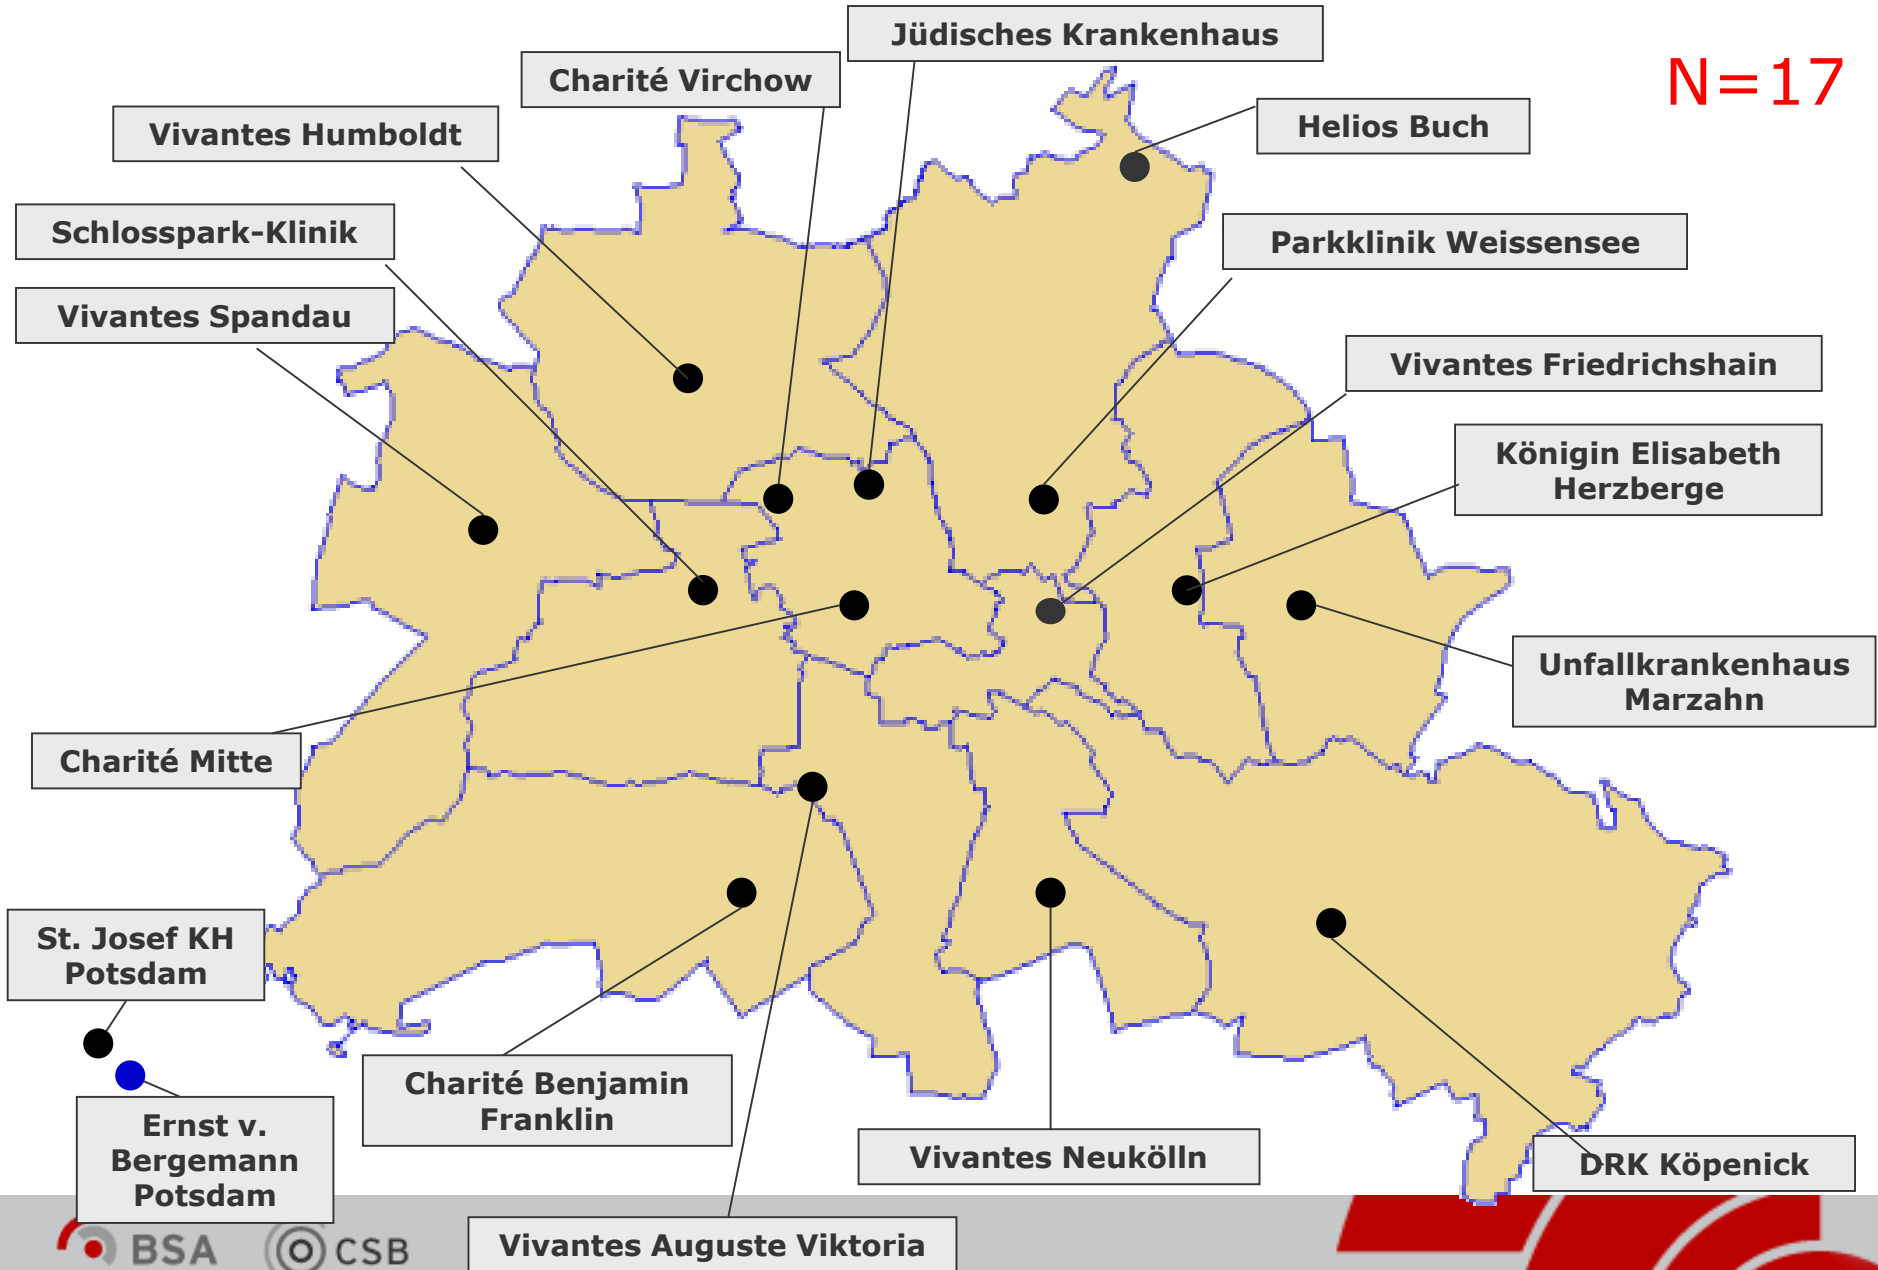 Jüdisches Krankenhaus
N=17
Charité Virchow
Helios Buch
Vivantes Humboldt
Schlosspark-Klinik
Parkklinik Weissensee
Vivantes Spandau
Vivantes Friedrichshain
Königin Elisabeth
Herzberge
Unfallkrankenhaus
Marzahn
Charité Mitte
St. Josef KH
Potsdam
Charité Benjamin
Franklin
Ernst v.
Bergemann
Potsdam
Vivantes Neukölln
DRK Köpenick
Vivantes Auguste Viktoria
BSA
CSB